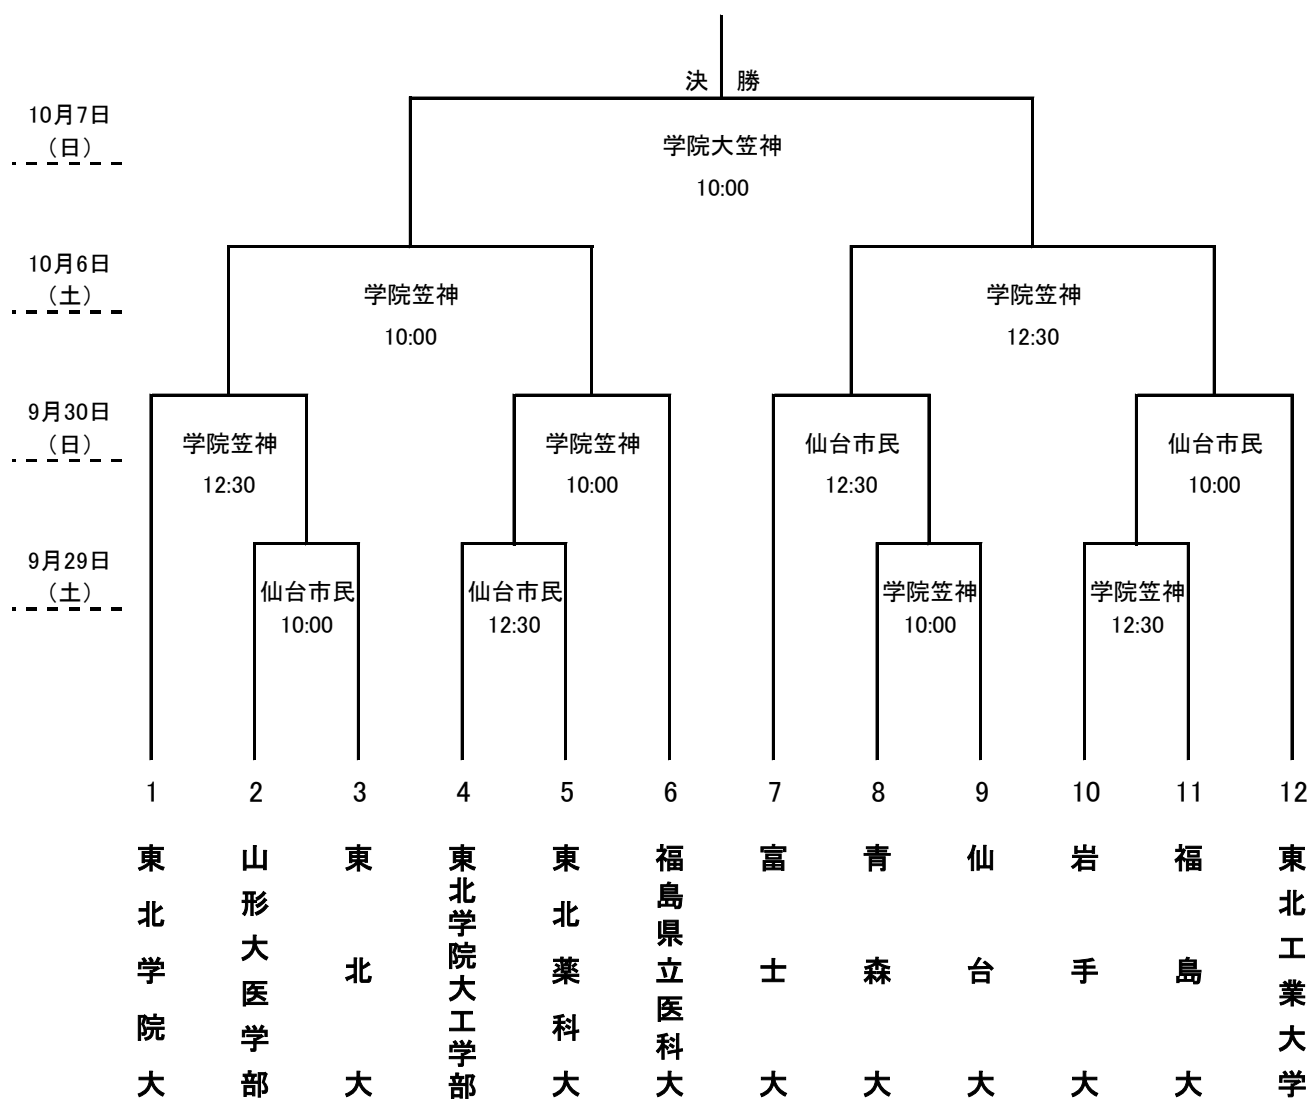 決 勝
10月7日
（日）
学院大笠神
10:00
10月6日
（土）
学院笠神
10:00
学院笠神
12:30
9月30日
（日）
学院笠神
12:30
学院笠神
10:00
仙台市民
12:30
仙台市民
10:00
9月29日
（土）
仙台市民
10:00
仙台市民
12:30
学院笠神
10:00
学院笠神
12:30
1 2 3 4 5 6 7 8 9 10 11 12
東北学院大
山形大医学部
東北大
東北学院大工学部
東北薬科大
福島県立医科大
富士大
青森大
仙台大
岩手大
福島大
東北工業大学